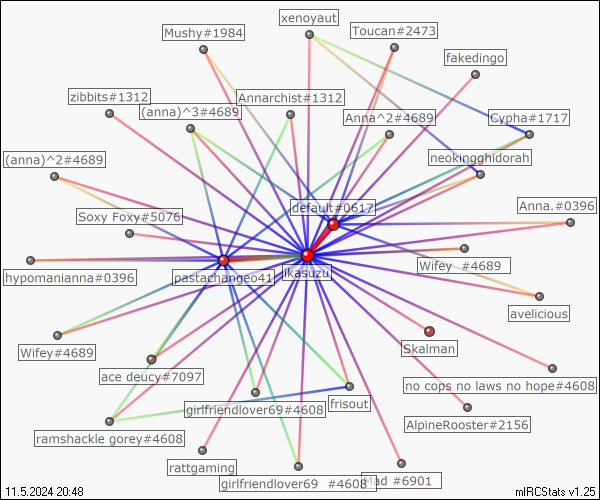 xenoyaut
Mushy#1984
Toucan#2473
fakedingo
zibbits#1312
Annarchist#1312
(anna)^3#4689
Anna^2#4689
Cypha#1717
(anna)^2#4689
neokingghidorah
default#0617
Anna.#0396
Soxy Foxy#5076
Wifey #4689
hypomanianna#0396
pastachangeo41
ikasuzu
avelicious
Wifey#4689
Skalman
ace deucy#7097
no cops no laws no hope#4608
girlfriendlover69#4608
frisout
AlpineRooster#2156
ramshackle gorey#4608
rattgaming
girlfriendlover69 #4608
Mad #6901
11.5.2024 20:48
mIRCStats v1.25